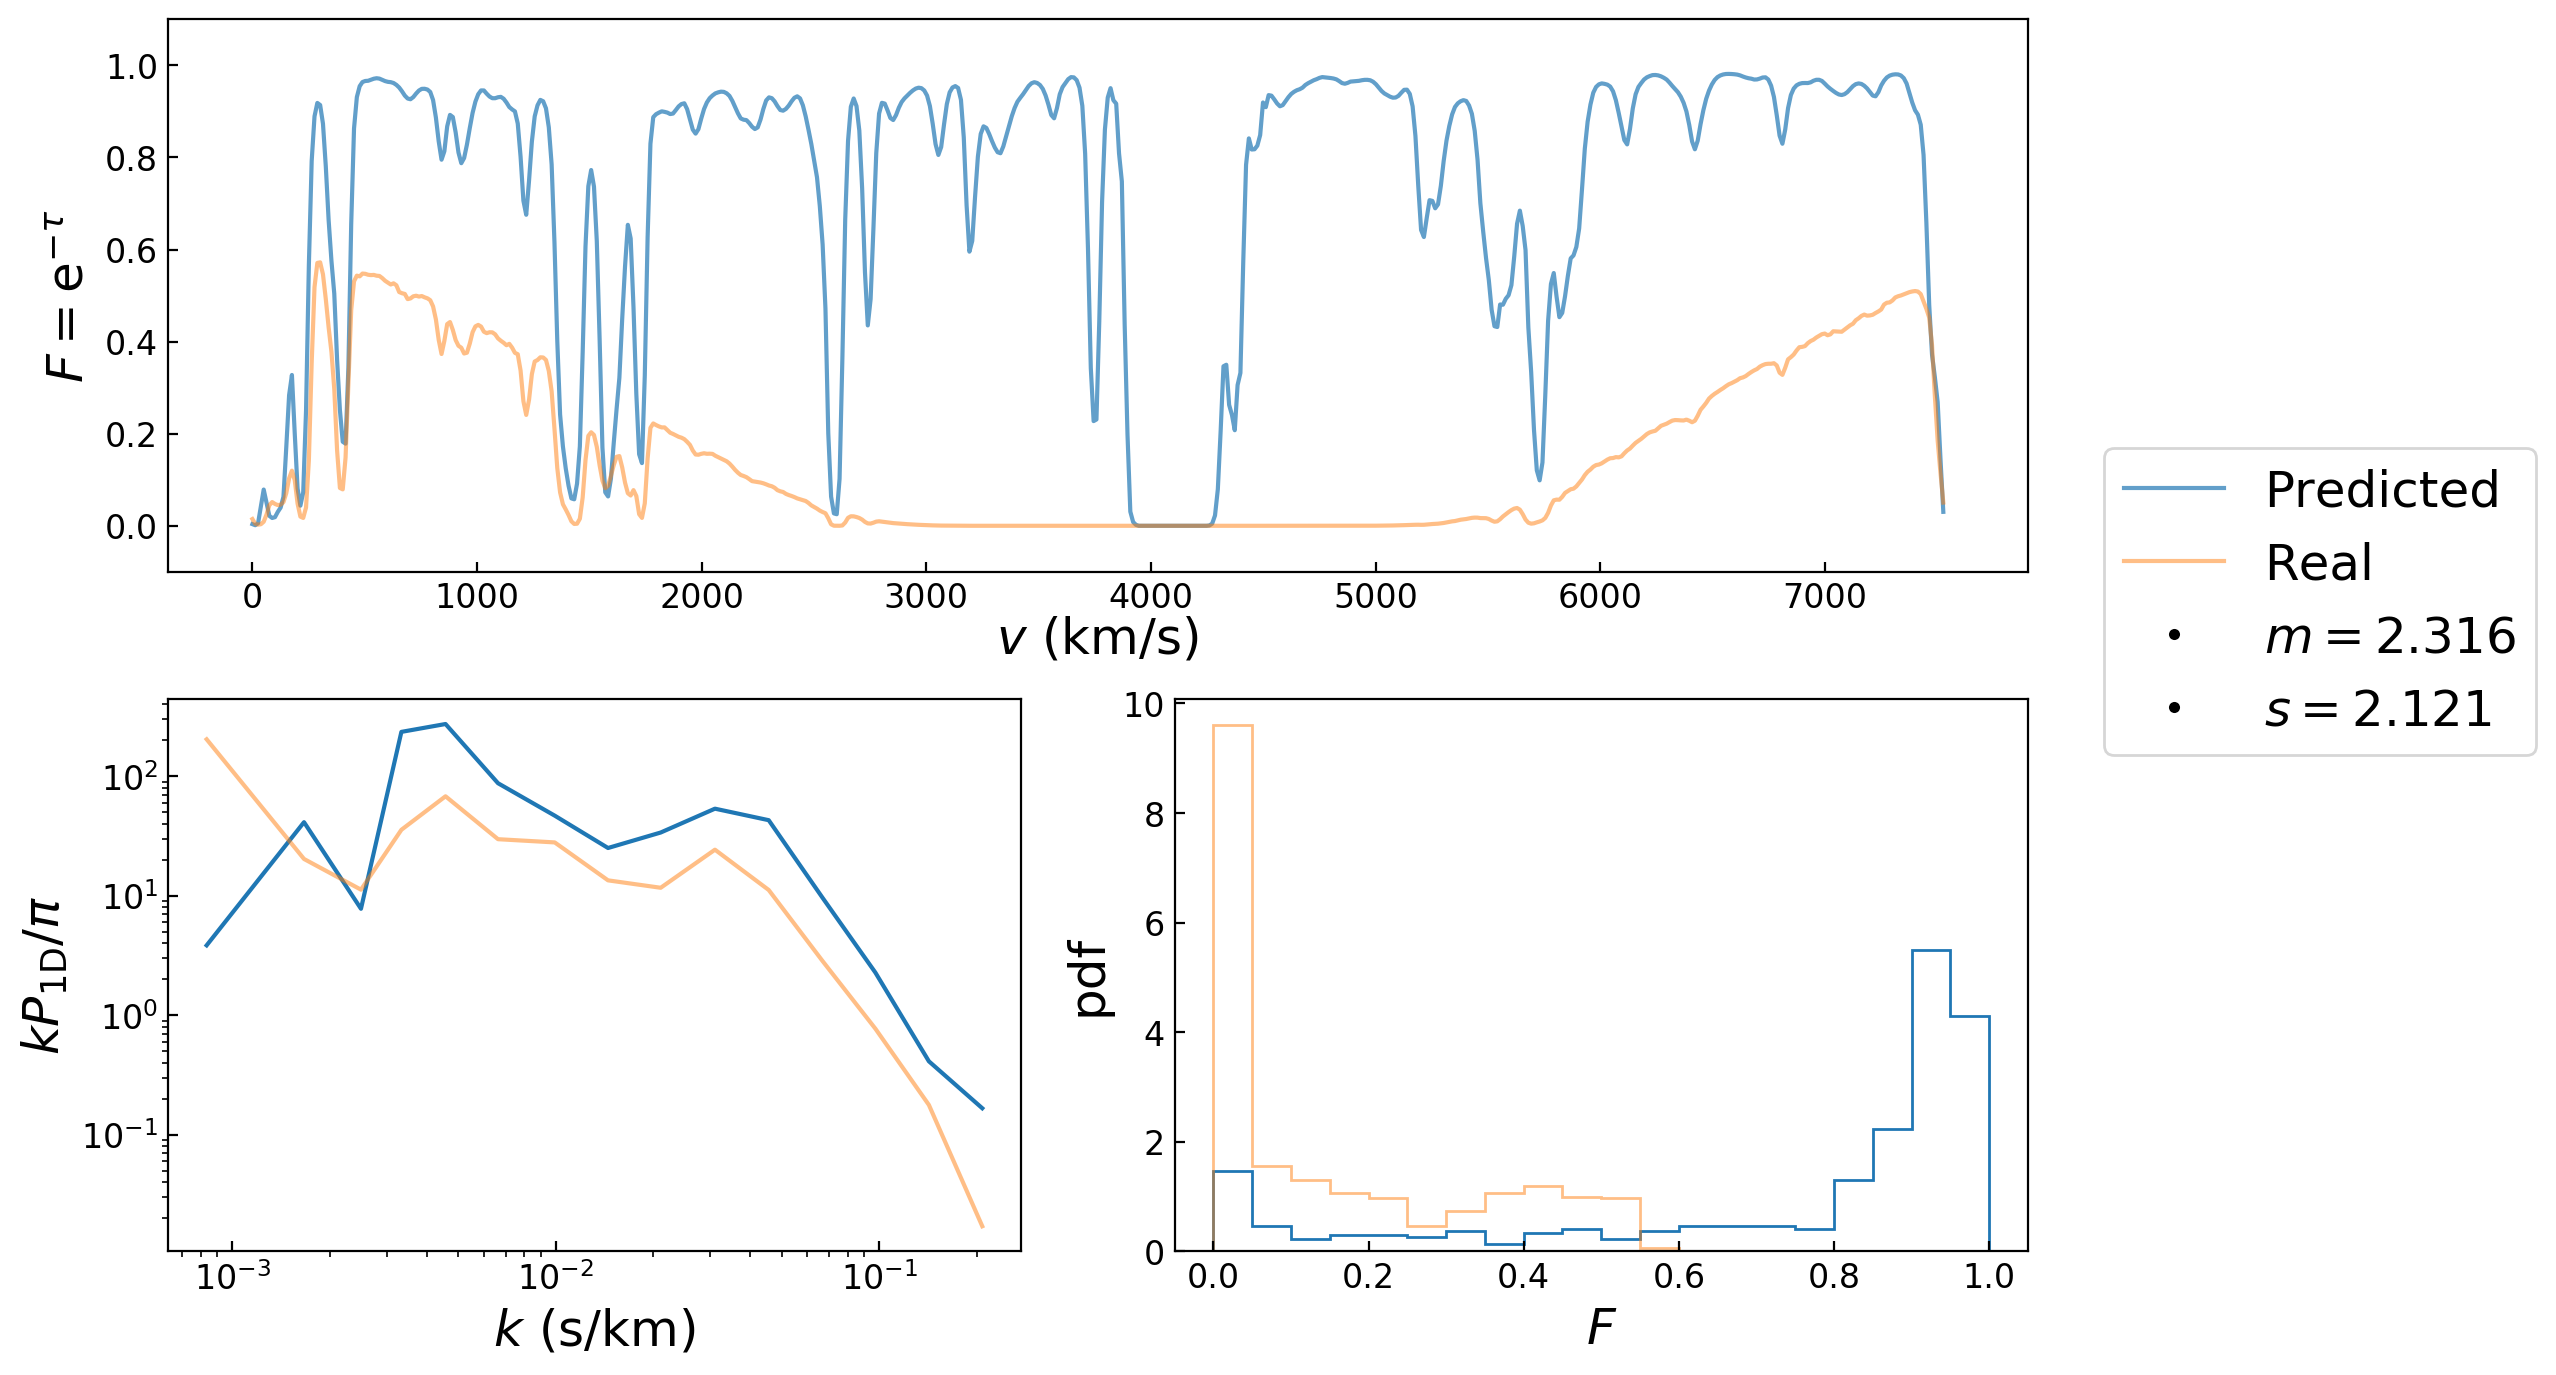 1.0
0.8
0.6
0.4
0.2
0.0
F = e^{-τ}
0 1000 2000 3000 4000 5000 6000 7000
v (km/s)
Predicted
Real
m = 2.316
s = 2.121
10^2
10^1
10^0
10^{-1}
kP_{1D}/π
10^{-3} 10^{-2} 10^{-1}
k (s/km)
10
8
6
4
2
0
pdf
0.0 0.2 0.4 0.6 0.8 1.0
F